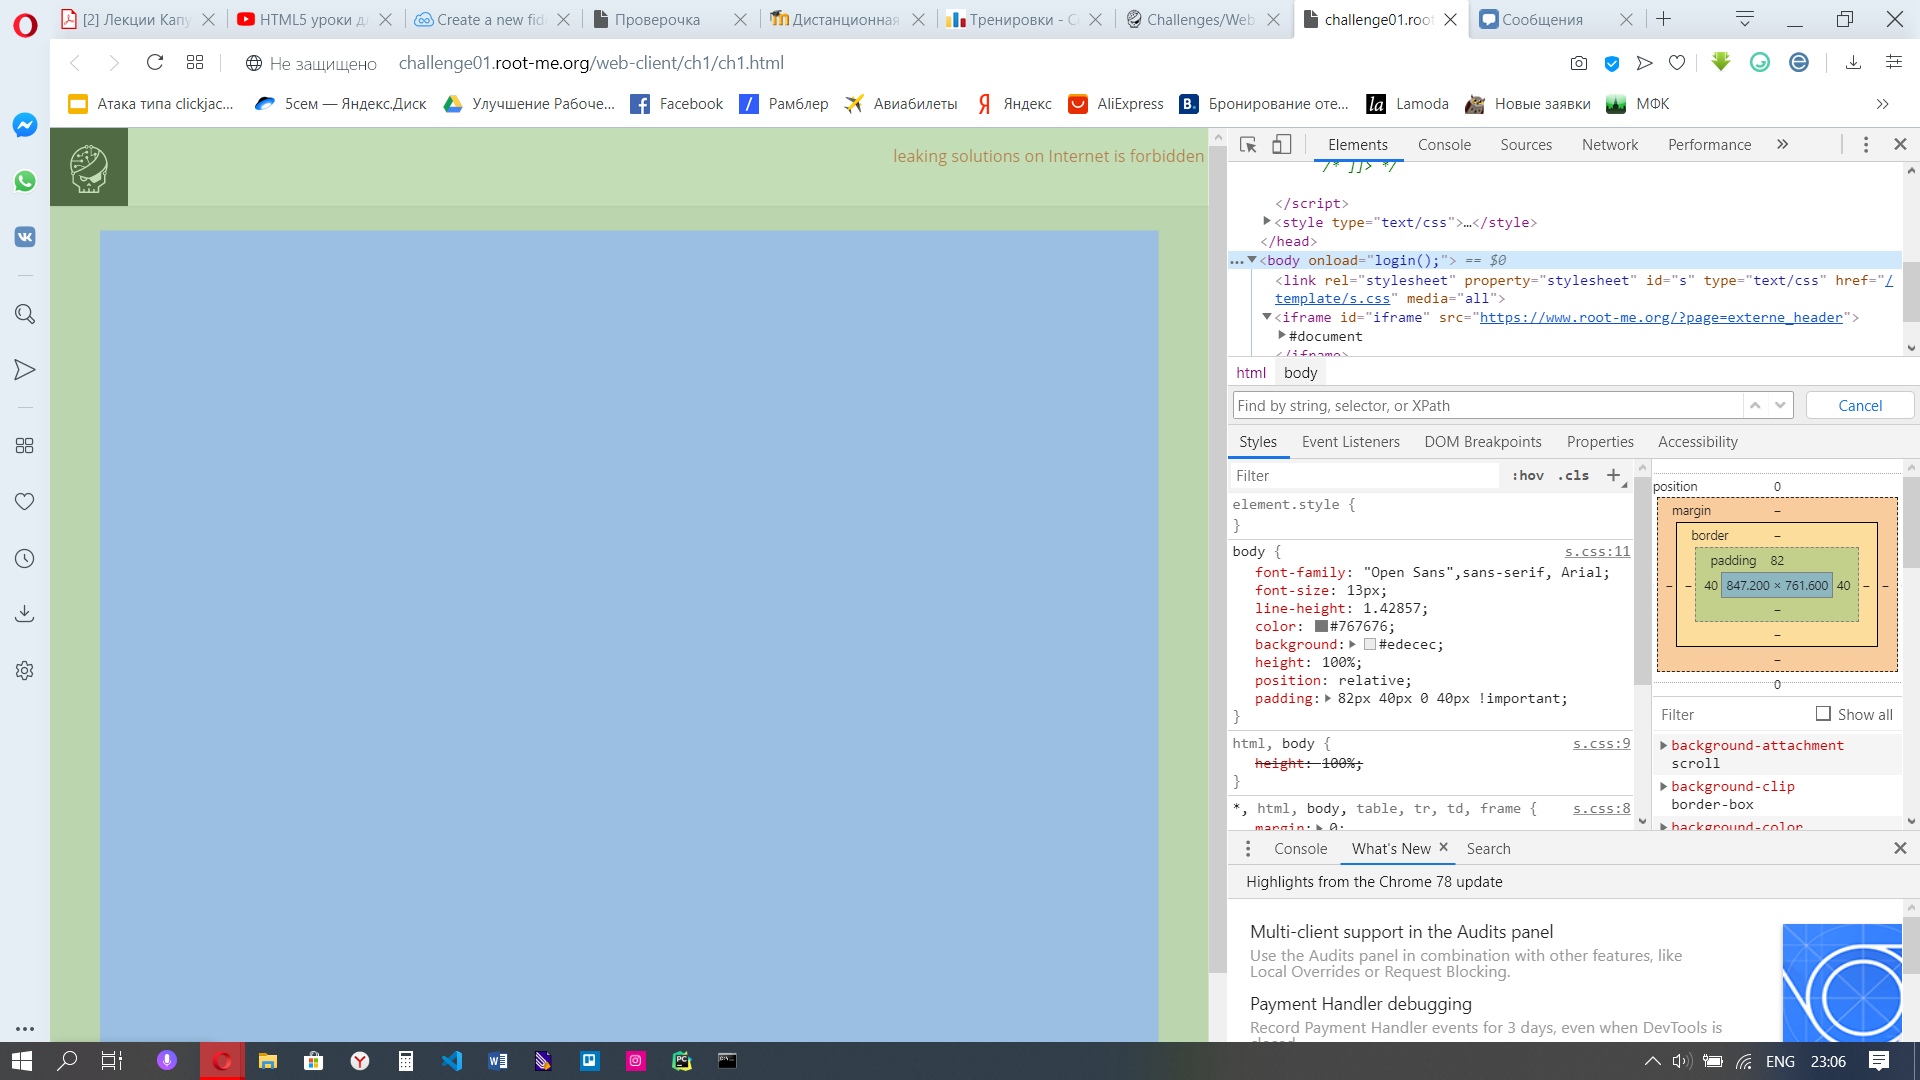 [2] Лекции Капу
HTML5 уроки д
Create a new fid
Проверочка
Дистанционная
Тренировки - С
Challenges/Web
challenge01.root
Сообщения
Не защищено challenge01.root-me.org/web-client/ch1/ch1.html
Атака типа clickjac... 5сем — Яндекс.Диск Улучшение Рабоче... Facebook Рамблер Авиабилеты Яндекс AliExpress Бронирование оте... Lamoda Новые заявки МФК
leaking solutions on Internet is forbidden
Elements Console Sources Network Performance
/* ]]> */
</script>
<style type="text/css">…</style>
</head>
<body onload="login();"> == $0
<link rel="stylesheet" property="stylesheet" id="s" type="text/css" href="/
template/s.css" media="all">
<iframe id="iframe" src="https://www.root-me.org/?page=externe_header">
#document
</iframe>
html body
Find by string, selector, or XPath
Cancel
Styles Event Listeners DOM Breakpoints Properties Accessibility
Filter :hov .cls +
element.style {
}
body { s.css:11
font-family: "Open Sans",sans-serif, Arial;
font-size: 13px;
line-height: 1.42857;
color: #767676;
background: #edecec;
height: 100%;
position: relative;
padding: 82px 40px 0 40px !important;
}
html, body { s.css:9
height: 100%;
}
*, html, body, table, tr, td, frame { s.css:8
margin: 0;
position 0
margin –
border –
padding 82
– – 40 847.200 × 761.600 40 – –
–
–
–
0
Filter Show all
background-attachment
scroll
background-clip
border-box
background-color
Console What's New Search
Highlights from the Chrome 78 update
Multi-client support in the Audits panel
Use the Audits panel in combination with other features, like
Local Overrides or Request Blocking.
Payment Handler debugging
Record Payment Handler events for 3 days, even when DevTools is
closed.
ENG 23:06